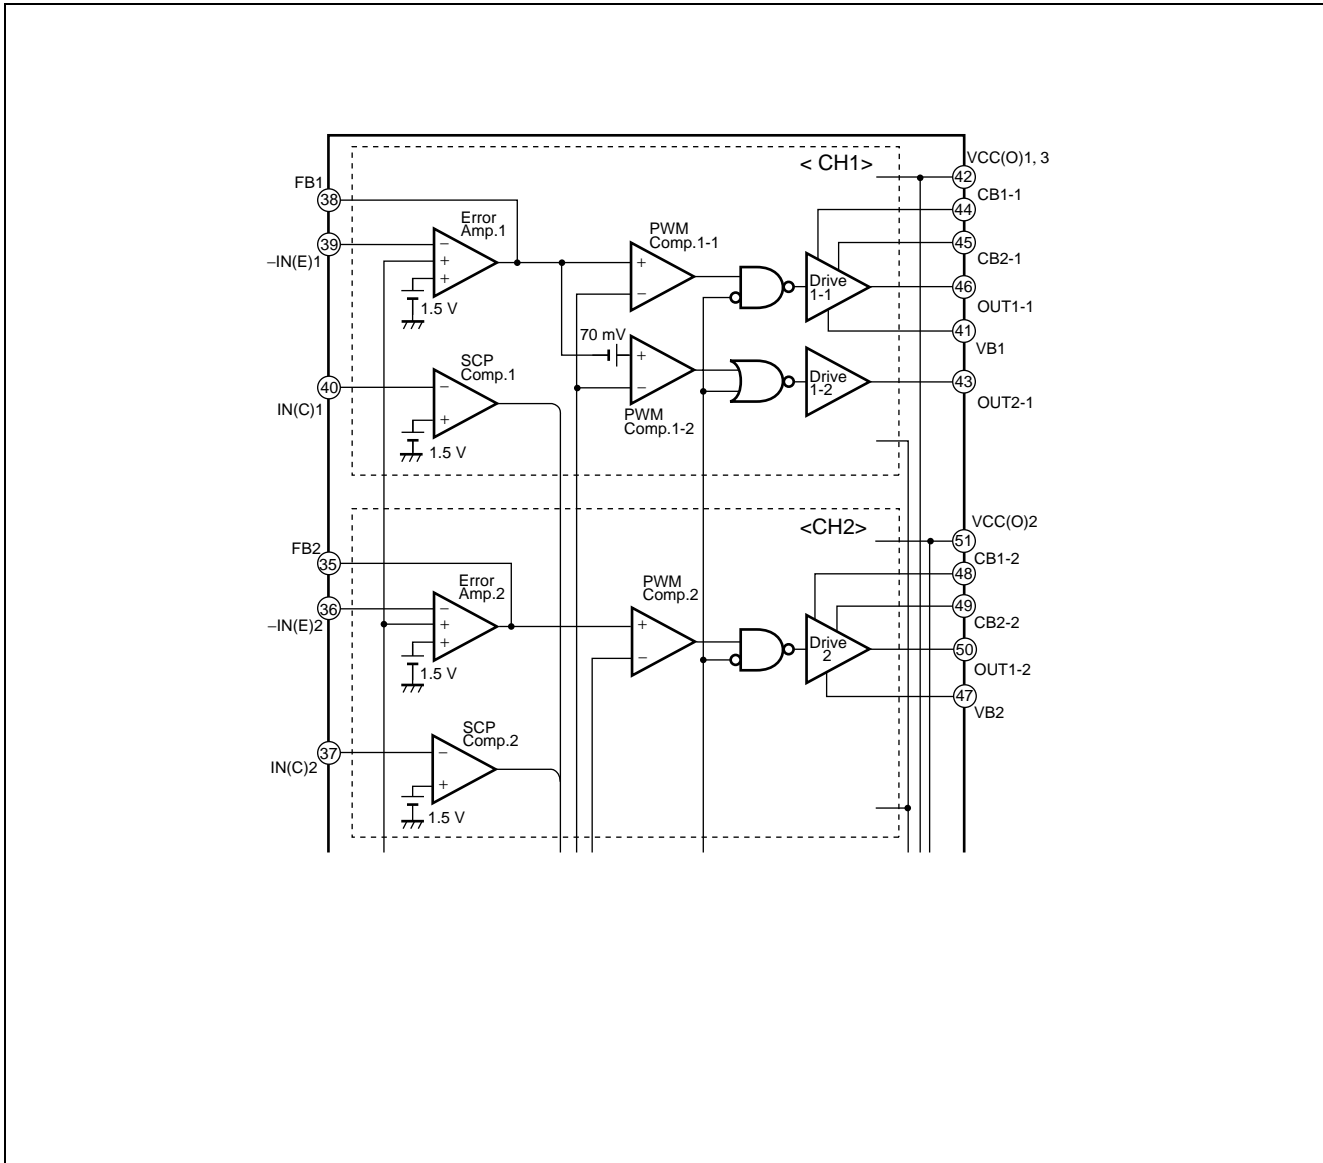 < CH1>
VCC(O)1, 3
42
FB1
38
CB1-1
44
Error
Amp.1
PWM
Comp.1-1
39
–IN(E)1
−
+
+
1.5 V
+
−
45
CB2-1
Drive
1-1
46
OUT1-1
41
VB1
70 mV
SCP
Comp.1
40
IN(C)1
−
+
1.5 V
+
−
PWM
Comp.1-2
Drive
1-2
43
OUT2-1
<CH2>
VCC(O)2
51
FB2
35
CB1-2
48
Error
Amp.2
PWM
Comp.2
36
–IN(E)2
−
+
+
1.5 V
+
−
49
CB2-2
Drive
2
50
OUT1-2
47
VB2
SCP
Comp.2
37
IN(C)2
−
+
1.5 V